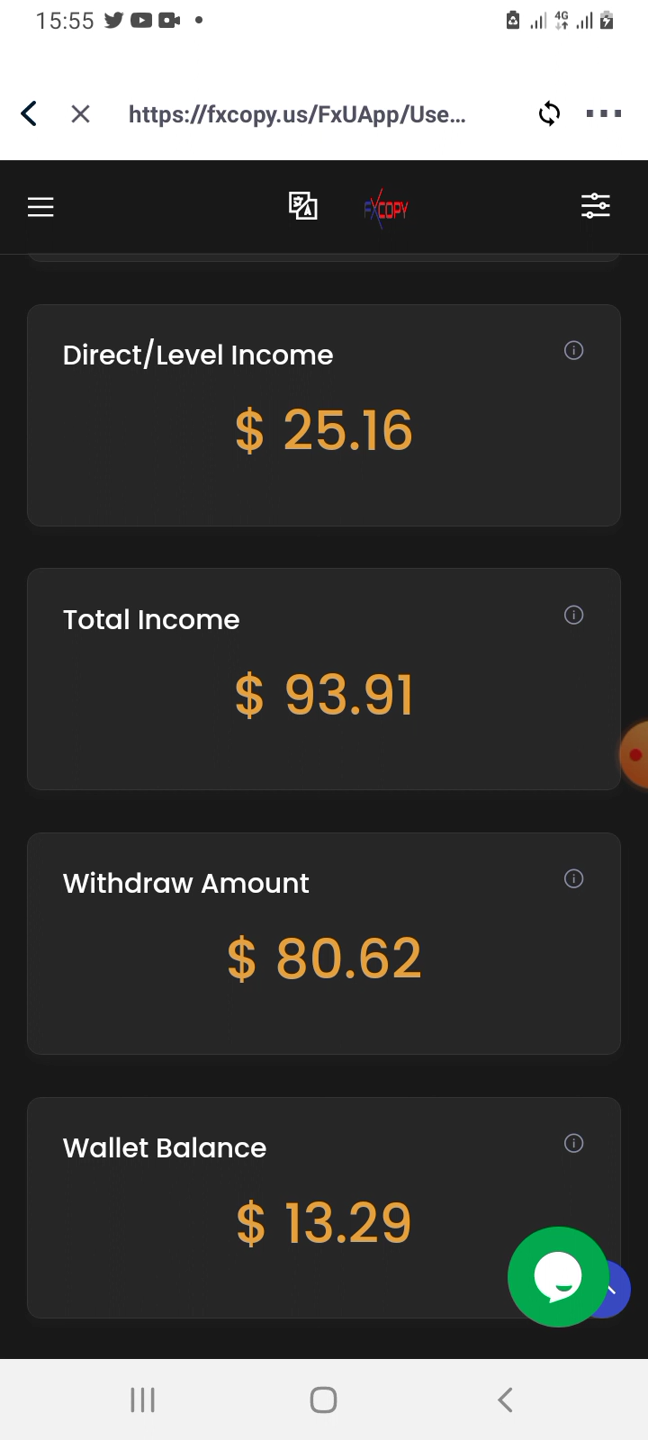 15:55
4G
https://fxcopy.us/FxUApp/Use...
FXCOPY
Direct/Level Income
$ 25.16
Total Income
$ 93.91
Withdraw Amount
$ 80.62
Wallet Balance
$ 13.29